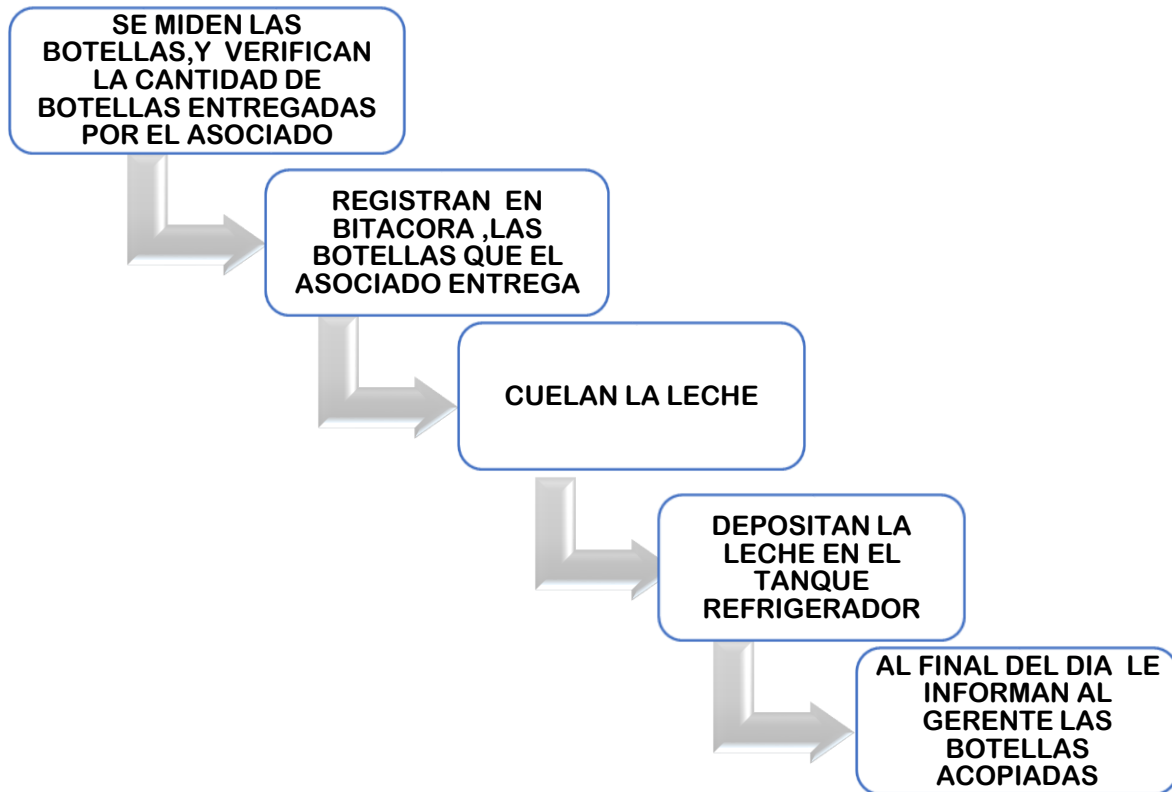 SE MIDEN LAS
BOTELLAS,Y VERIFICAN
LA CANTIDAD DE
BOTELLAS ENTREGADAS
POR EL ASOCIADO
REGISTRAN EN
BITACORA ,LAS
BOTELLAS QUE EL
ASOCIADO ENTREGA
CUELAN LA LECHE
DEPOSITAN LA
LECHE EN EL
TANQUE
REFRIGERADOR
AL FINAL DEL DIA LE
INFORMAN AL
GERENTE LAS
BOTELLAS
ACOPIADAS